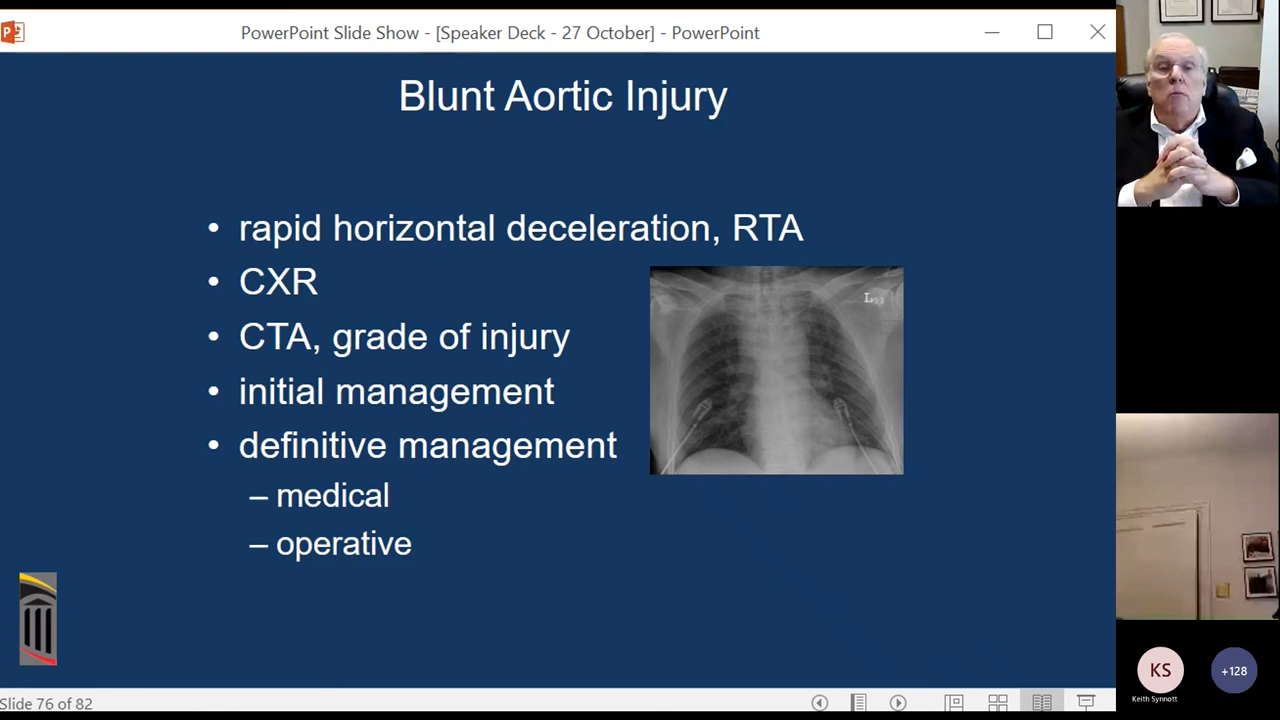 PowerPoint Slide Show - [Speaker Deck - 27 October] - PowerPoint
Blunt Aortic Injury
• rapid horizontal deceleration, RTA
• CXR
• CTA, grade of injury
• initial management
• definitive management
– medical
– operative
L
KS
+128
Keith Synnott
Slide 76 of 82